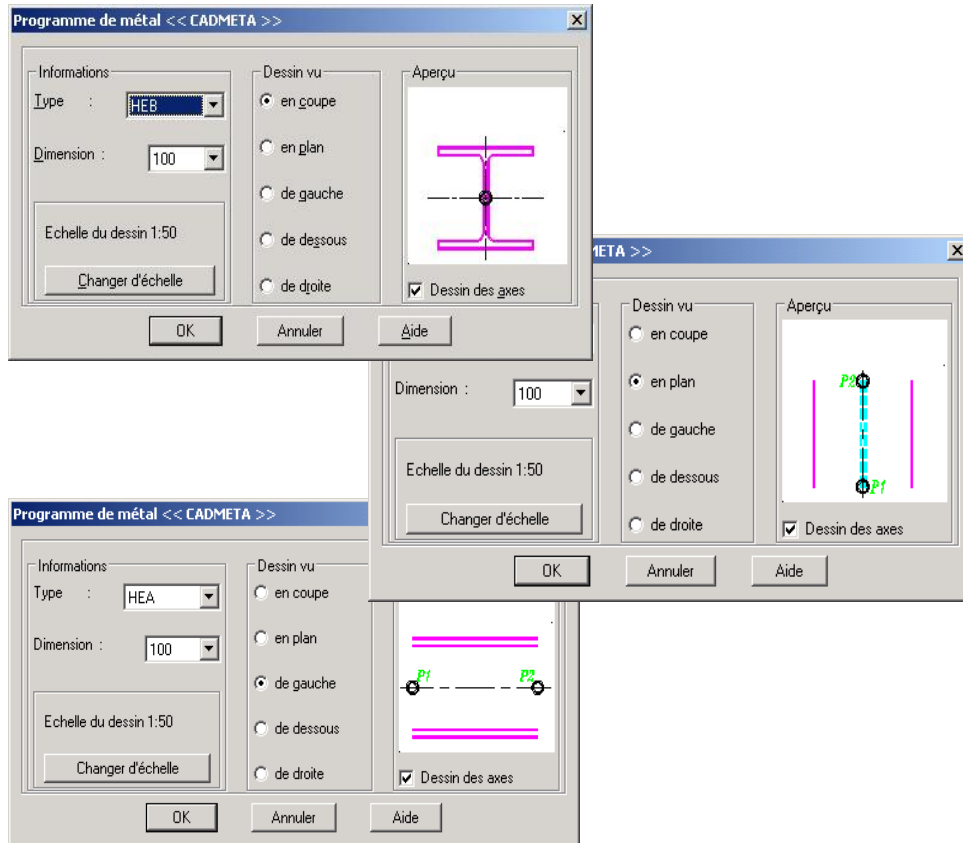 Programme de métal << CADMETA >>
Informations
Type :
HEB
Dimension :
100
Echelle du dessin 1:50
Changer d'échelle
Dessin vu
en coupe
en plan
de gauche
de dessous
de droite
Aperçu
Dessin des axes
OK
Annuler
Aide
META >>
Dimension :
100
Echelle du dessin 1:50
Changer d'échelle
Dessin vu
en coupe
en plan
de gauche
de dessous
de droite
Aperçu
P2
P1
Dessin des axes
OK
Annuler
Aide
Programme de métal << CADMETA >>
Informations
Type :
HEA
Dimension :
100
Echelle du dessin 1:50
Changer d'échelle
Dessin vu
en coupe
en plan
de gauche
de dessous
de droite
P1
P2
Dessin des axes
OK
Annuler
Aide